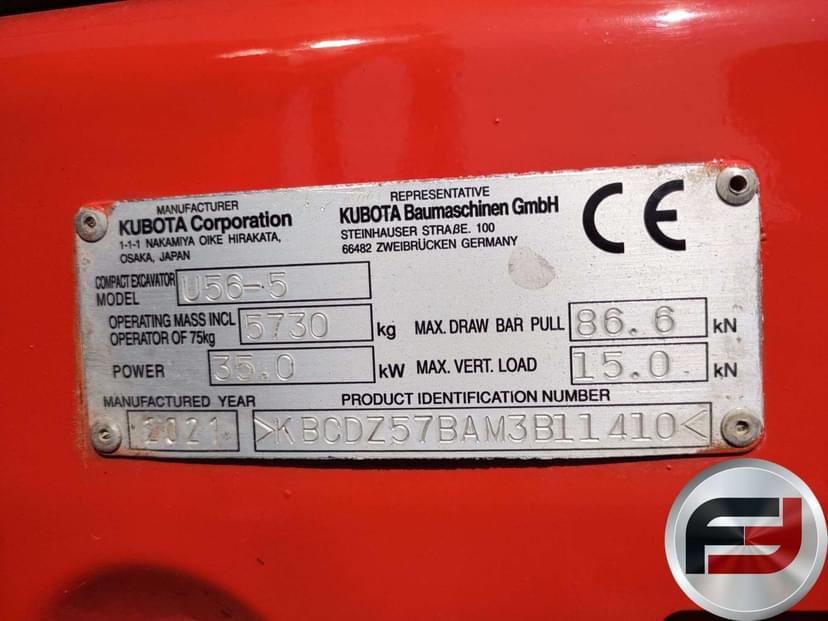 MANUFACTURER
KUBOTA Corporation
1-1-1 NAKAMIYA OIKE HIRAKATA,
OSAKA, JAPAN
REPRESENTATIVE
KUBOTA Baumaschinen GmbH
STEINHAUSER STRAßE. 100
66482 ZWEIBRÜCKEN GERMANY
CE
COMPACT EXCAVATOR
MODEL U56-5
OPERATING MASS INCL
OPERATOR OF 75kg 5730 kg
MAX. DRAW BAR PULL 86.6 kN
POWER 35.0 kW
MAX. VERT. LOAD 15.0 kN
MANUFACTURED YEAR
2021
PRODUCT IDENTIFICATION NUMBER
>KBCDZ57BAM3B11410<